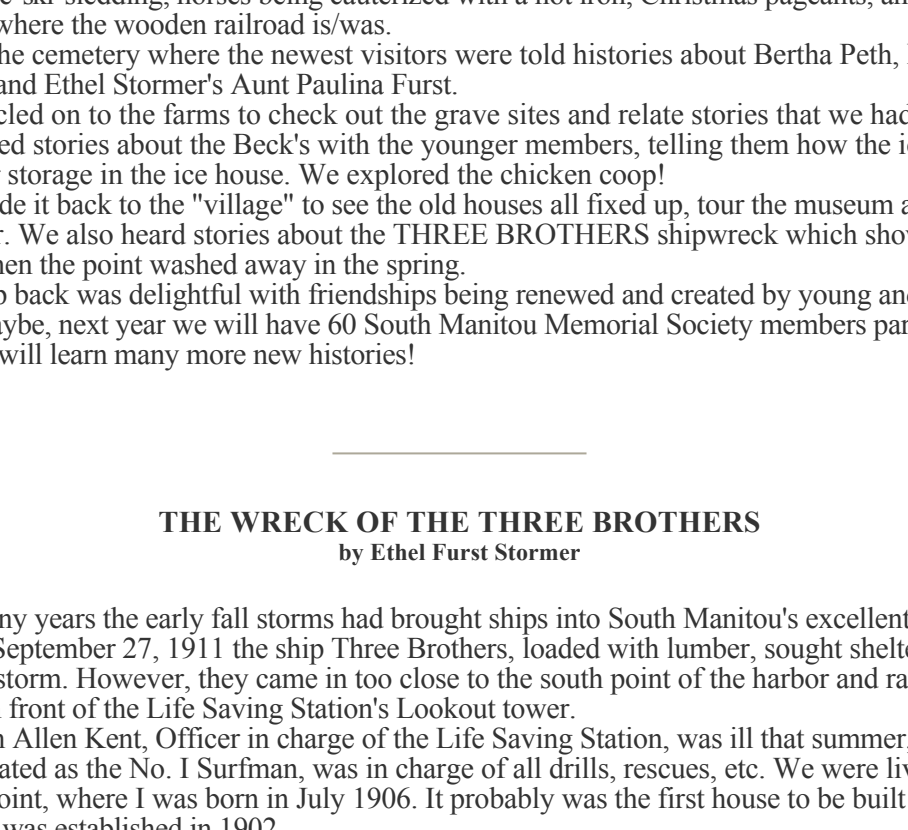 ski-sledding, horses being cauterized with a hot iron, Christmas pageants,
where the wooden railroad is/was.
he cemetery where the newest visitors were told histories about Bertha Peth,
and Ethel Stormer's Aunt Paulina Furst.
cled on to the farms to check out the grave sites and relate stories that we had
ed stories about the Beck's with the younger members, telling them how the i
storage in the ice house. We explored the chicken coop!
de it back to the "village" to see the old houses all fixed up, tour the museum a
r. We also heard stories about the THREE BROTHERS shipwreck which sho
hen the point washed away in the spring.
p back was delightful with friendships being renewed and created by young an
aybe, next year we will have 60 South Manitou Memorial Society members par
will learn many more new histories!
THE WRECK OF THE THREE BROTHERS
by Ethel Furst Stormer
ny years the early fall storms had brought ships into South Manitou's excellent
September 27, 1911 the ship Three Brothers, loaded with lumber, sought shelt
storm. However, they came in too close to the south point of the harbor and ra
front of the Life Saving Station's Lookout tower.
n Allen Kent, Officer in charge of the Life Saving Station, was ill that summer,
ated as the No. I Surfman, was in charge of all drills, rescues, etc. We were liv
oint, where I was born in July 1906. It probably was the first house to be built
was established in 1902